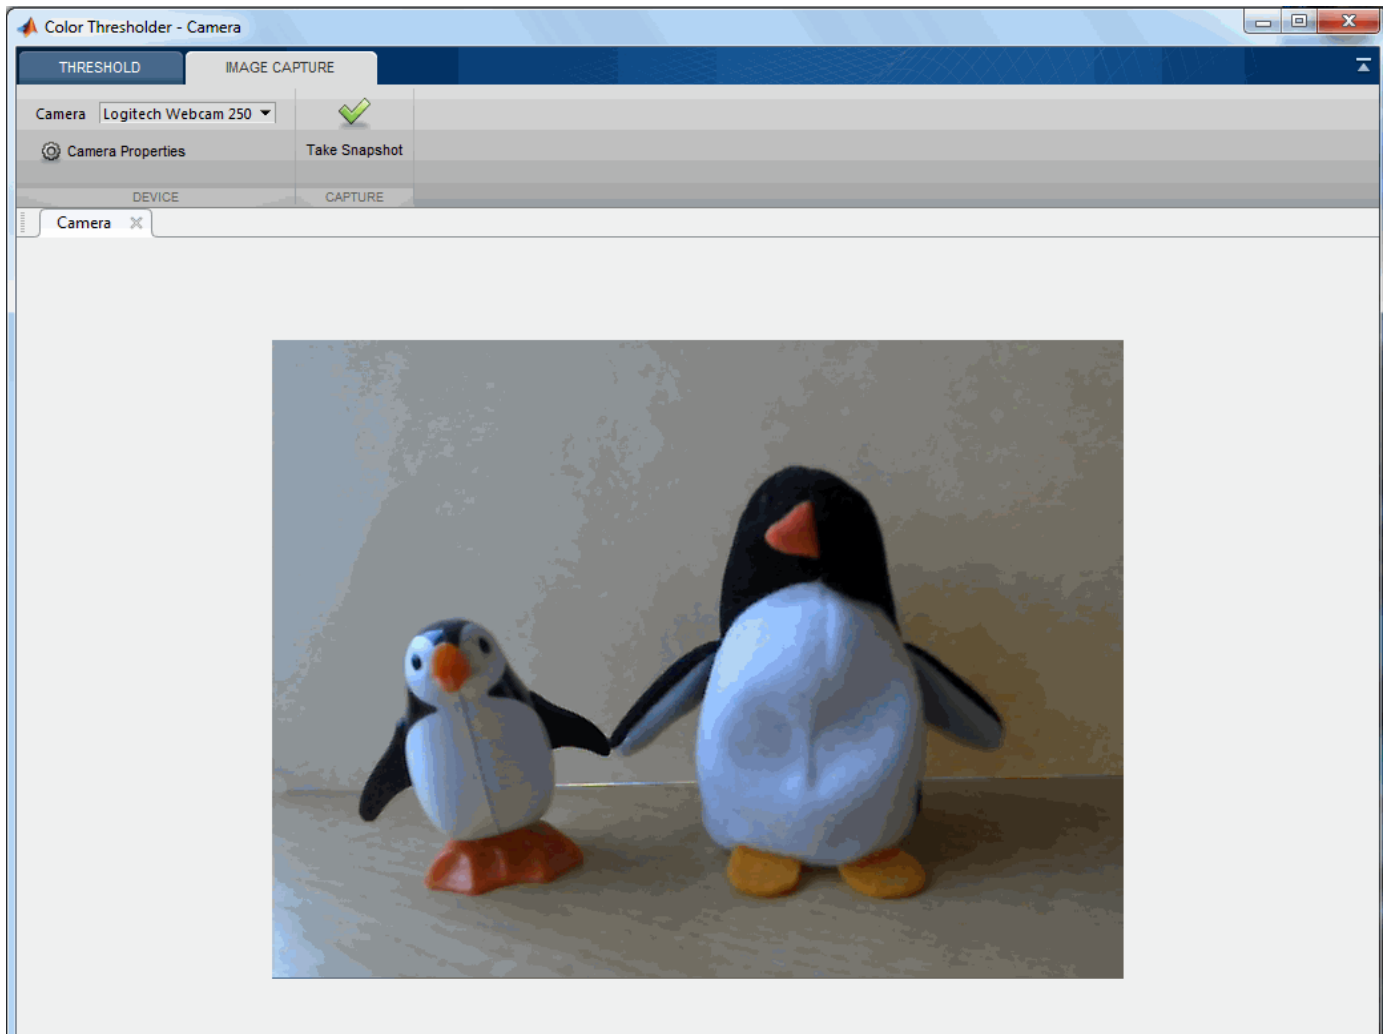 Color Thresholder - Camera
THRESHOLD IMAGE CAPTURE
Camera Logitech Webcam 250
Camera Properties
Take Snapshot
DEVICE CAPTURE
Camera